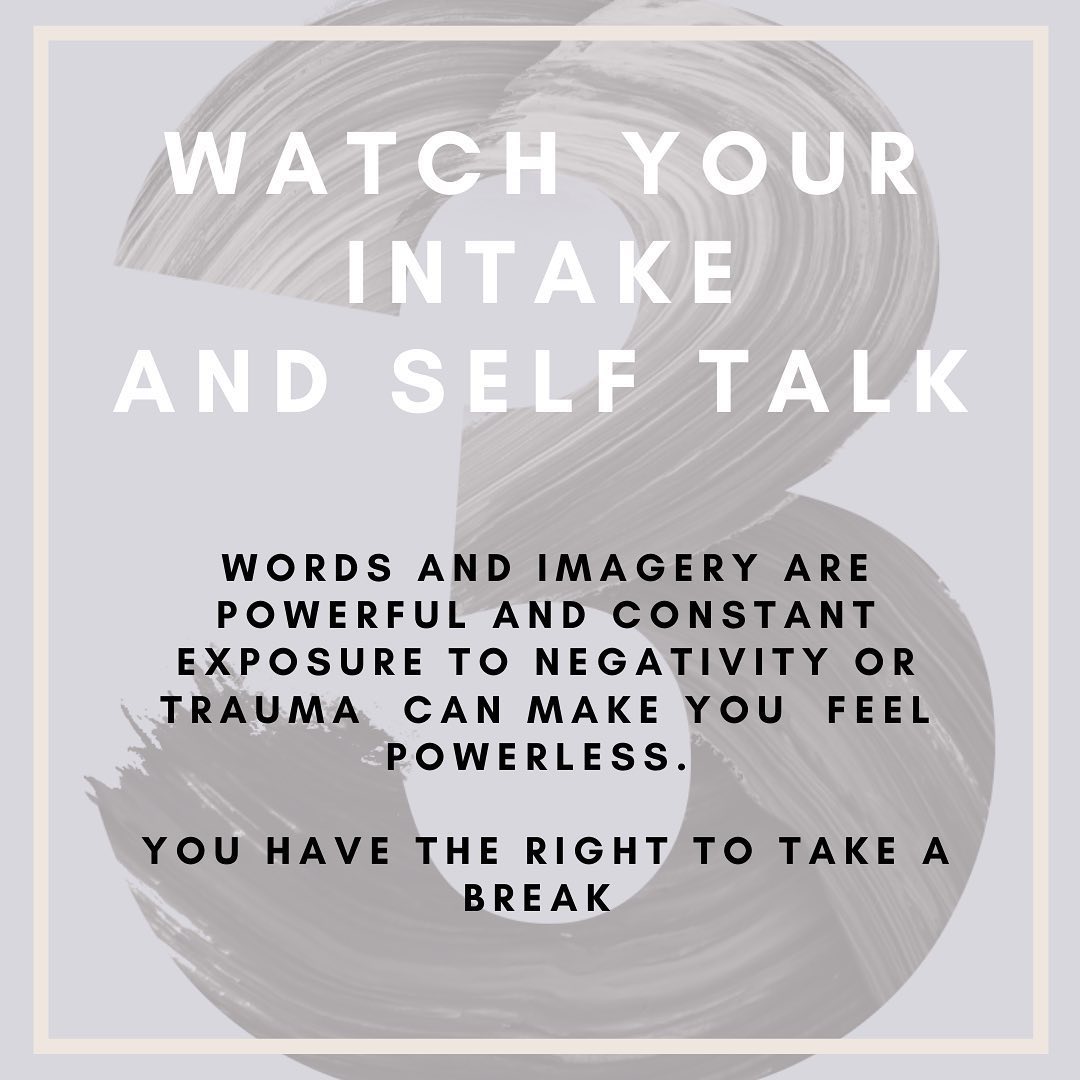 3
WATCH YOUR
INTAKE
AND SELF TALK
WORDS AND IMAGERY ARE
POWERFUL AND CONSTANT
EXPOSURE TO NEGATIVITY OR
TRAUMA CAN MAKE YOU FEEL
POWERLESS.
YOU HAVE THE RIGHT TO TAKE A
BREAK